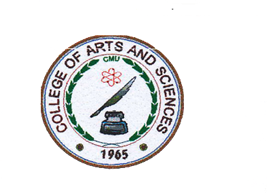 COLLEGE OF ARTS AND SCIENCES
CMU
1965